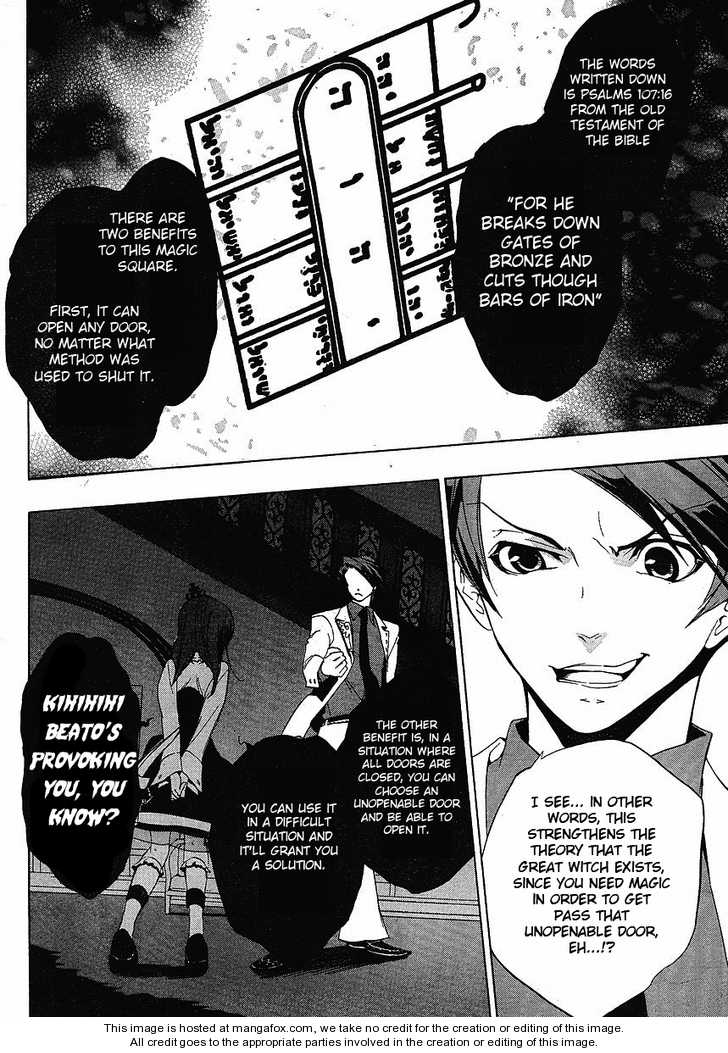 THE WORDS
WRITTEN DOWN
IS PSALMS 107:16
FROM THE OLD
TESTAMENT OF
THE BIBLE
"FOR HE
BREAKS DOWN
GATES OF
BRONZE AND
CUTS THOUGH
BARS OF IRON"
THERE ARE
TWO BENEFITS
TO THIS MAGIC
SQUARE.
FIRST, IT CAN
OPEN ANY DOOR,
NO MATTER WHAT
METHOD WAS
USED TO SHUT IT.
I SEE... IN OTHER
WORDS, THIS
STRENGTHENS THE
THEORY THAT THE
GREAT WITCH EXISTS,
SINCE YOU NEED MAGIC
IN ORDER TO GET
PASS THAT
UNOPENABLE DOOR,
EH...!?
THE OTHER
BENEFIT IS, IN A
SITUATION WHERE
ALL DOORS ARE
CLOSED, YOU CAN
CHOOSE AN
UNOPENABLE DOOR
AND BE ABLE TO
OPEN IT.
YOU CAN USE IT
IN A DIFFICULT
SITUATION AND
IT'LL GRANT YOU
A SOLUTION.
KIHIHIHI
BEATO'S
PROVOKING
YOU, YOU
KNOW?
This image is hosted at mangafox.com, we take no credit for the creation or editing of this image.
All credit goes to the appropriate parties involved in the creation or editing of this image.